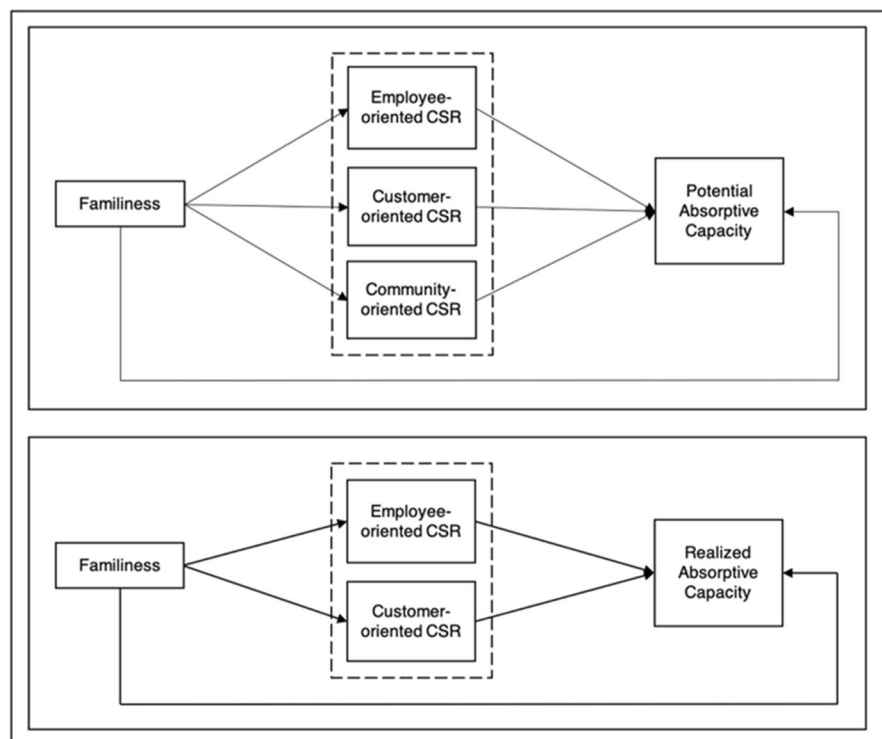 Employee-
oriented CSR
Familiness
Customer-
oriented CSR
Potential
Absorptive
Capacity
Community-
oriented CSR
Employee-
oriented CSR
Familiness
Realized
Absorptive
Capacity
Customer-
oriented CSR